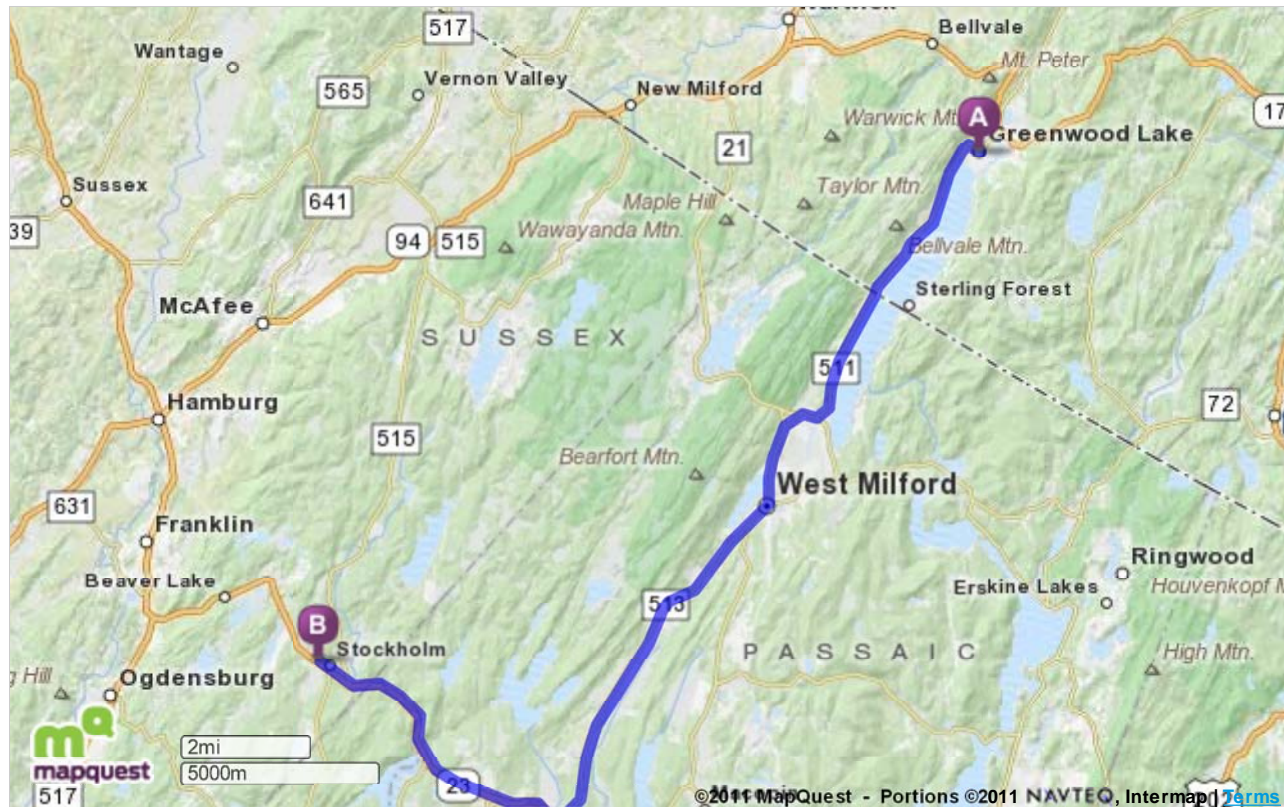 517
Bellvale
Wantage
Mt. Peter
565
Vernon Valley
New Milford
17
Warwick Mt
A
Greenwood Lake
21
Sussex
641
Maple Hill
Taylor Mtn.
39
94
515
Wawayanda Mtn.
Bellvale Mtn.
Sterling Forest
McAfee
SUSSEX
511
Hamburg
72
515
Bearfort Mtn.
West Milford
631
Franklin
Ringwood
Beaver Lake
Erskine Lakes
Houvenkopf M
513
B
Stockholm
PASSAIC
High Mtn.
g Hill
Ogdensburg
mq
mapquest
2mi
5000m
23
517
©2011 MapQuest - Portions ©2011 NAVTEQ, Intermap | Terms